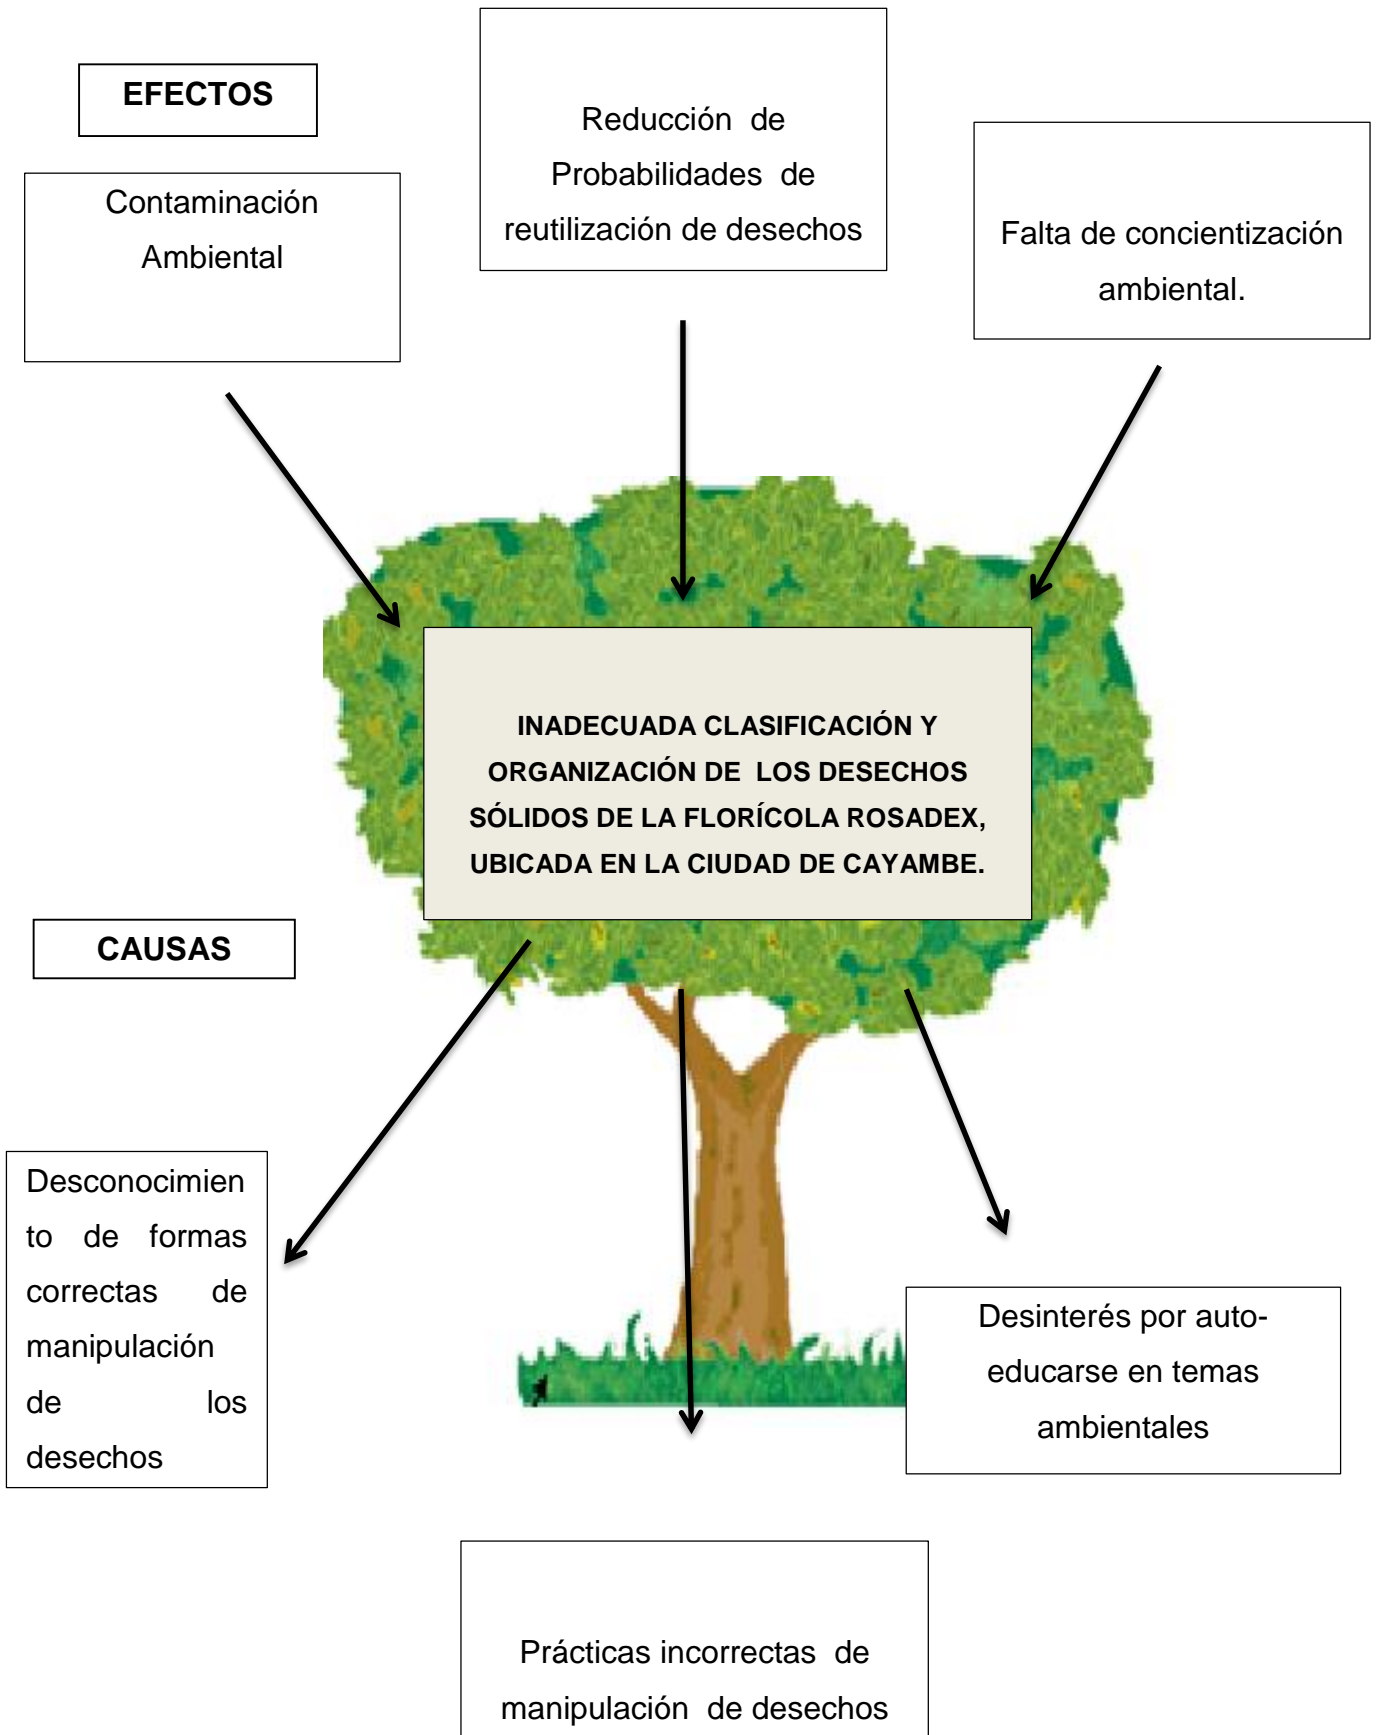 EFECTOS
Contaminación
Ambiental
Reducción de
Probabilidades de
reutilización de desechos
Falta de concientización
ambiental.
INADECUADA CLASIFICACIÓN Y
ORGANIZACIÓN DE LOS DESECHOS
SÓLIDOS DE LA FLORÍCOLA ROSADEX,
UBICADA EN LA CIUDAD DE CAYAMBE.
CAUSAS
Desconocimien
to de formas
correctas de
manipulación
de los
desechos
Desinterés por auto-
educarse en temas
ambientales
Prácticas incorrectas de
manipulación de desechos